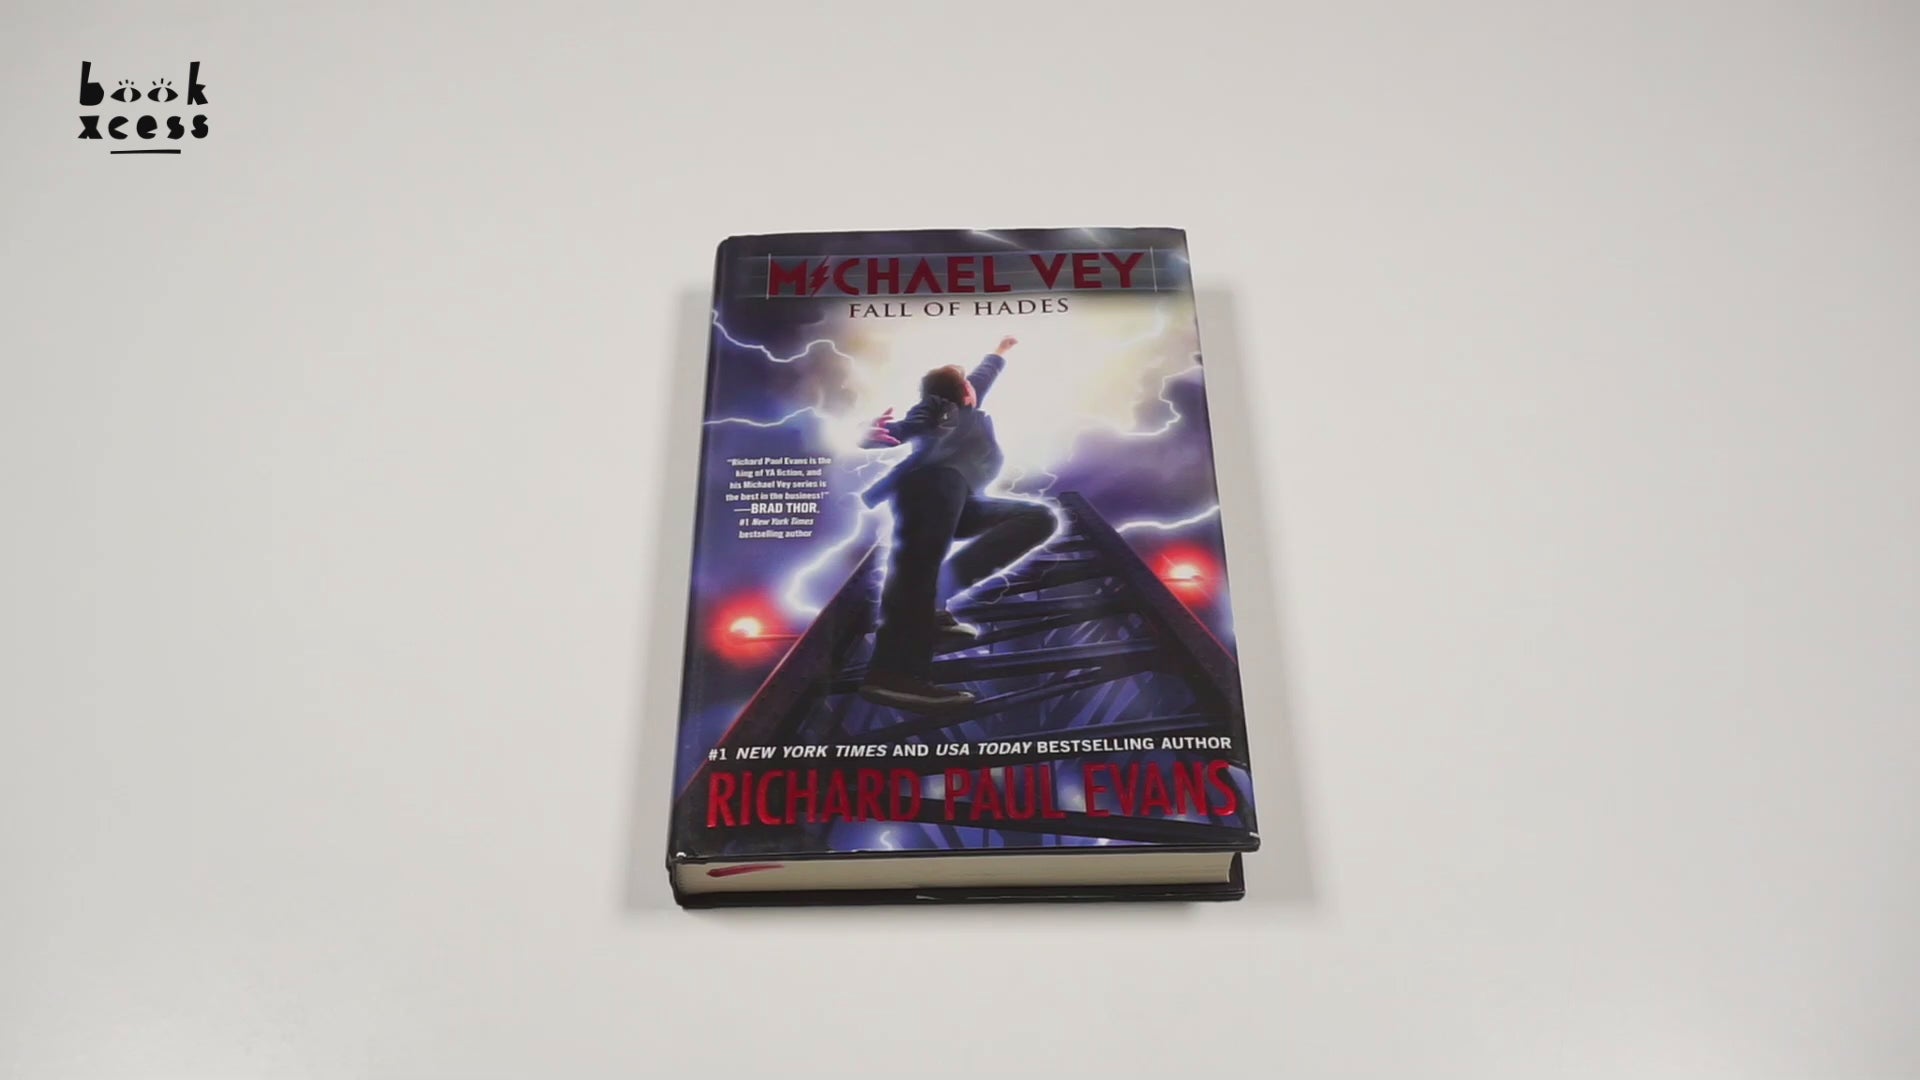 book
xcess
MICHAEL VEY
FALL OF HADES
"Richard Paul Evans is the
king of YA fiction, and
his Michael Vey series is
the best in the business!"
—BRAD THOR,
#1 New York Times
bestselling author
#1 NEW YORK TIMES AND USA TODAY BESTSELLING AUTHOR
RICHARD PAUL EVANS